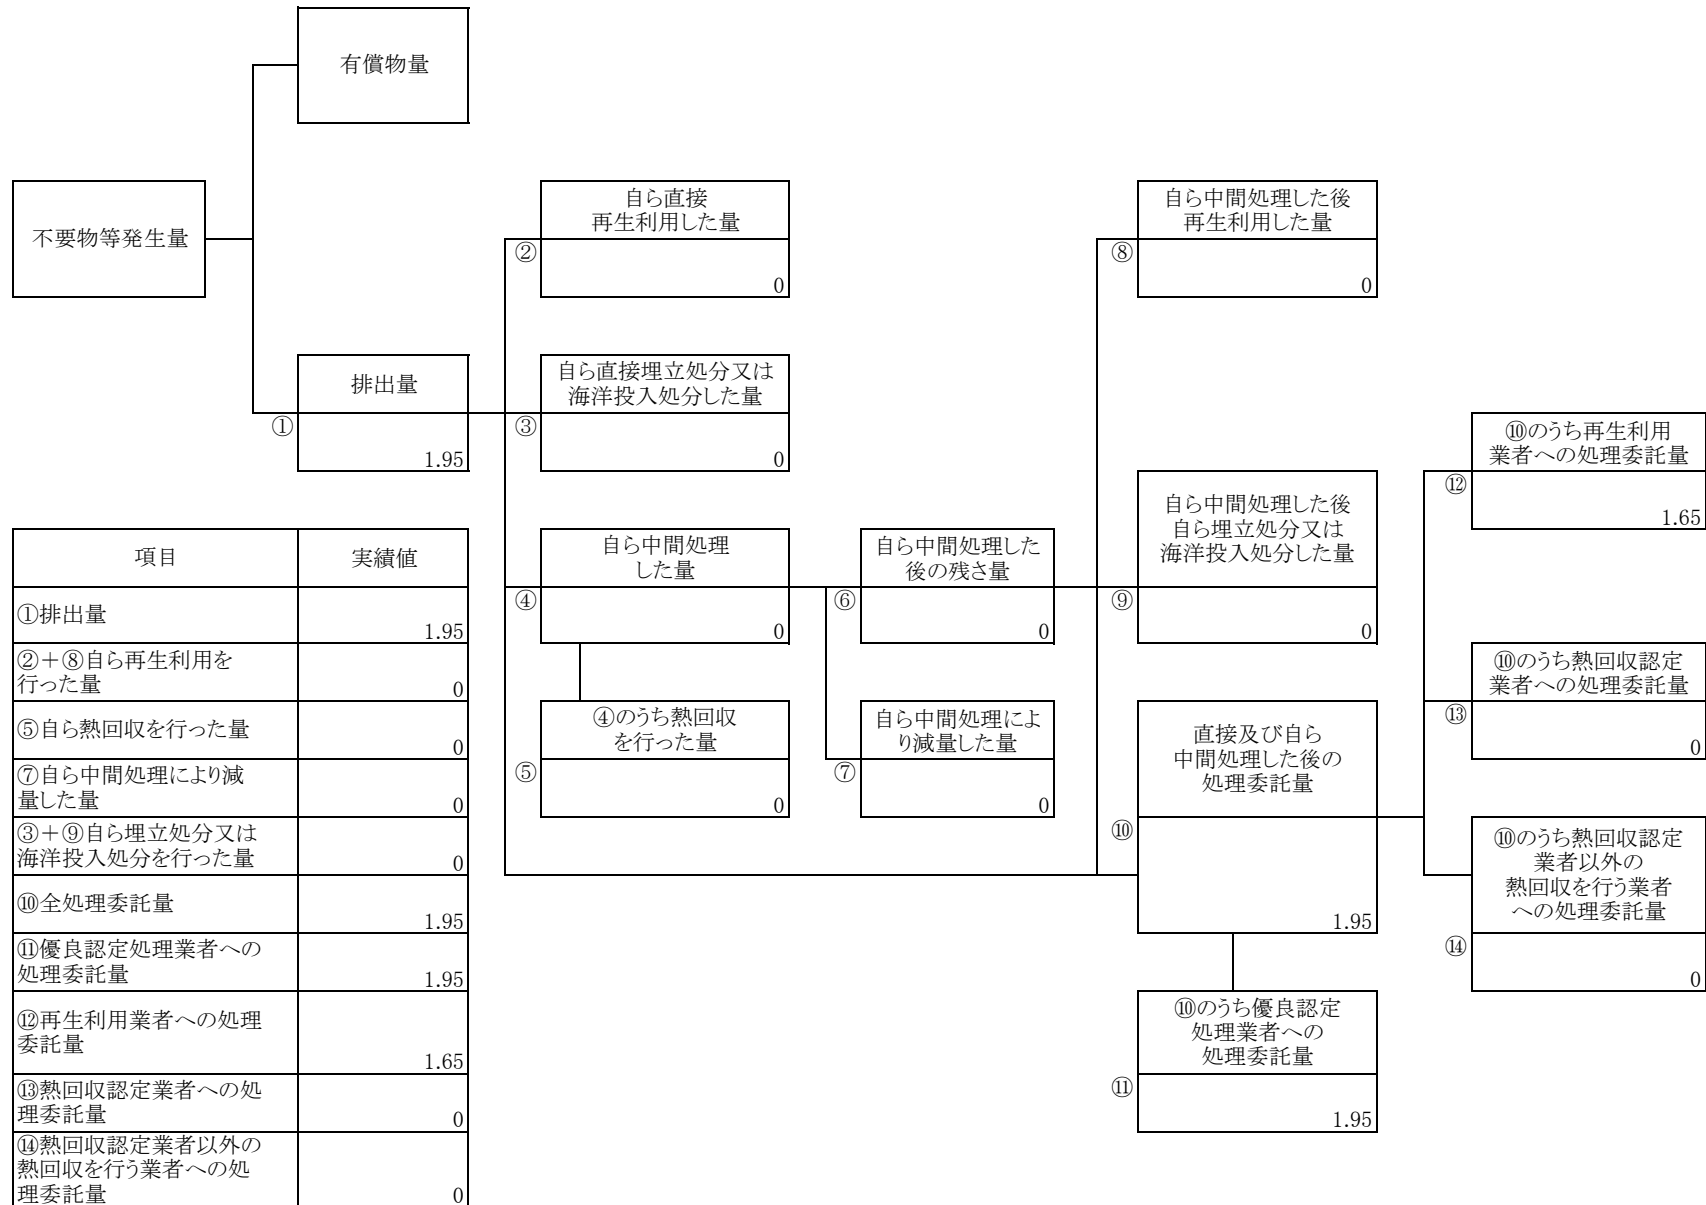 有償物量
不要物等発生量
自ら直接
再生利用した量
②
0
自ら中間処理した後
再生利用した量
⑧
0
排出量
①
1.95
自ら直接埋立処分又は
海洋投入処分した量
③
0
⑩のうち再生利用
業者への処理委託量
⑫
1.65
自ら中間処理
した量
④
0
自ら中間処理した
後の残さ量
⑥
0
自ら中間処理した後
自ら埋立処分又は
海洋投入処分した量
⑨
0
⑩のうち熱回収認定
業者への処理委託量
⑬
0
④のうち熱回収
を行った量
⑤
0
自ら中間処理によ
り減量した量
⑦
0
直接及び自ら
中間処理した後の
処理委託量
⑩
1.95
⑩のうち熱回収認定
業者以外の
熱回収を行う業者
への処理委託量
⑭
0
⑩のうち優良認定
処理業者への
処理委託量
⑪
1.95
項目 実績値
①排出量
1.95
②+⑧自ら再生利用を
行った量 0
⑤自ら熱回収を行った量
0
⑦自ら中間処理により減
量した量 0
③+⑨自ら埋立処分又は
海洋投入処分を行った量 0
⑩全処理委託量
1.95
⑪優良認定処理業者への
処理委託量 1.95
⑫再生利用業者への処理
委託量 1.65
⑬熱回収認定業者への処
理委託量 0
⑭熱回収認定業者以外の
熱回収を行う業者への処
理委託量 0